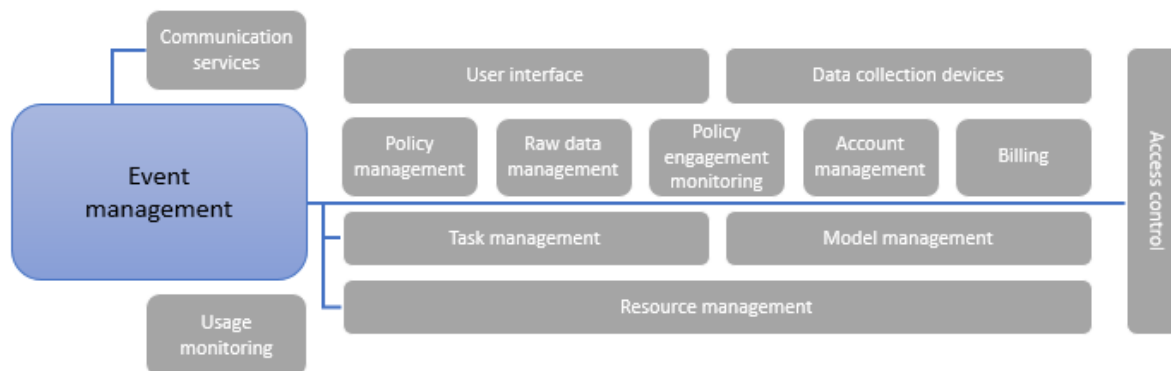 Communication
services
User interface
Data collection devices
Event
management
Policy
management
Raw data
management
Policy
engagement
monitoring
Account
management
Billing
Access control
Task management
Model management
Resource management
Usage
monitoring